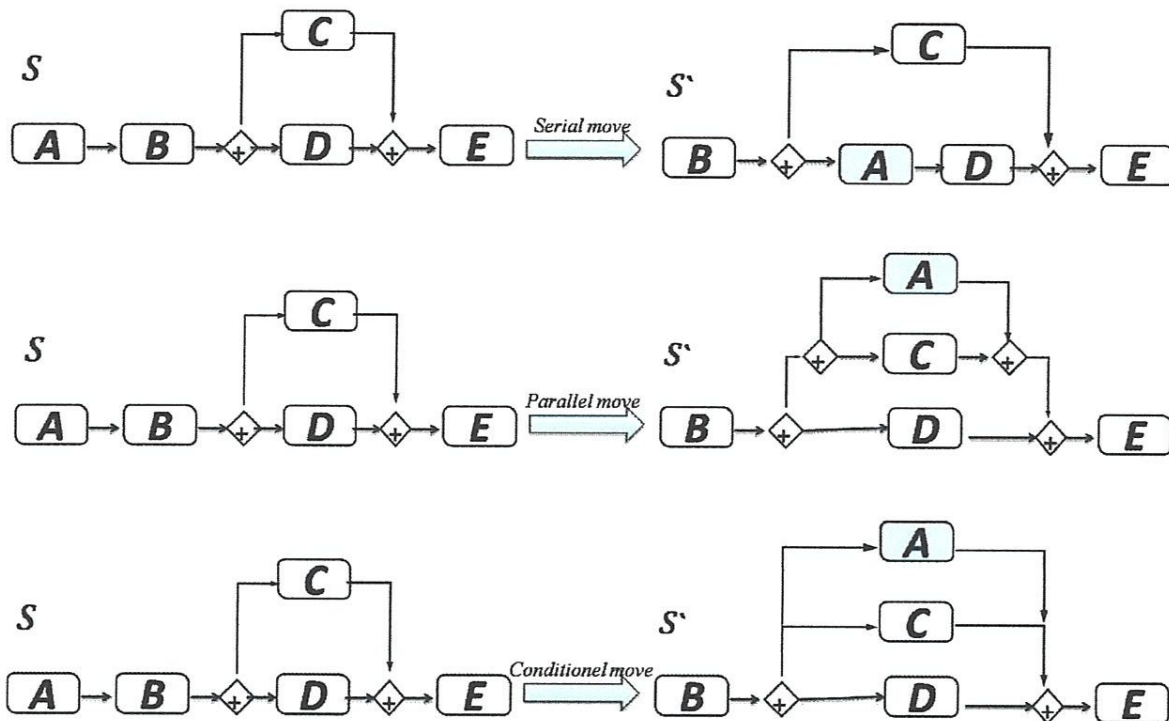 C
S
A B + D + E
Serial move
S`
C
B + A D + E
C
S
A B + D + E
Parallel move
S`
A
+ C +
B + D + E
C
S
A B + D + E
Conditionel move
S`
A
C
B + D + E